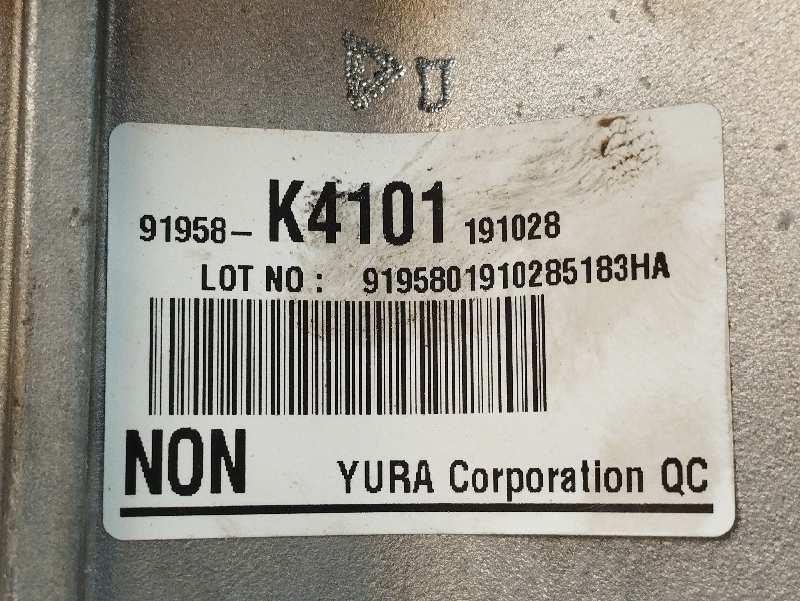 91958- K4101 191028
LOT NO : 9195801910285183HA
NON
YURA Corporation QC